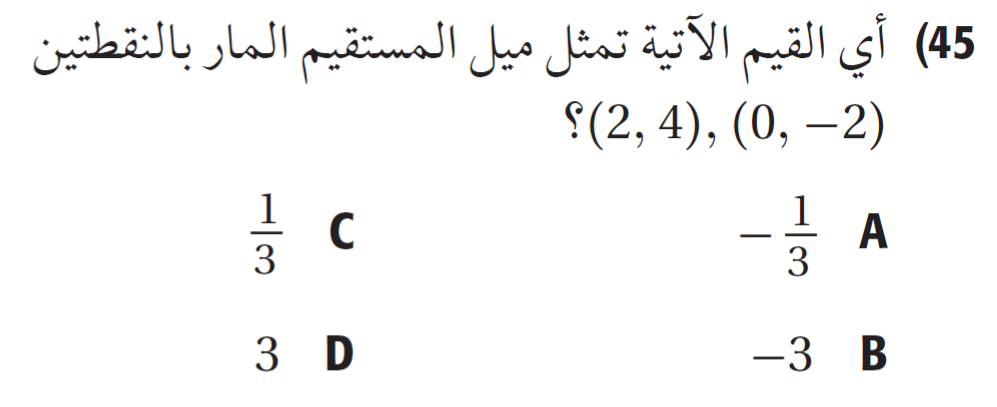 45) أي القيم الآتية تمثل ميل المستقيم المار بالنقطتين
(2, 4), (0, −2)؟
A −1/3 C 1/3
B −3 D 3